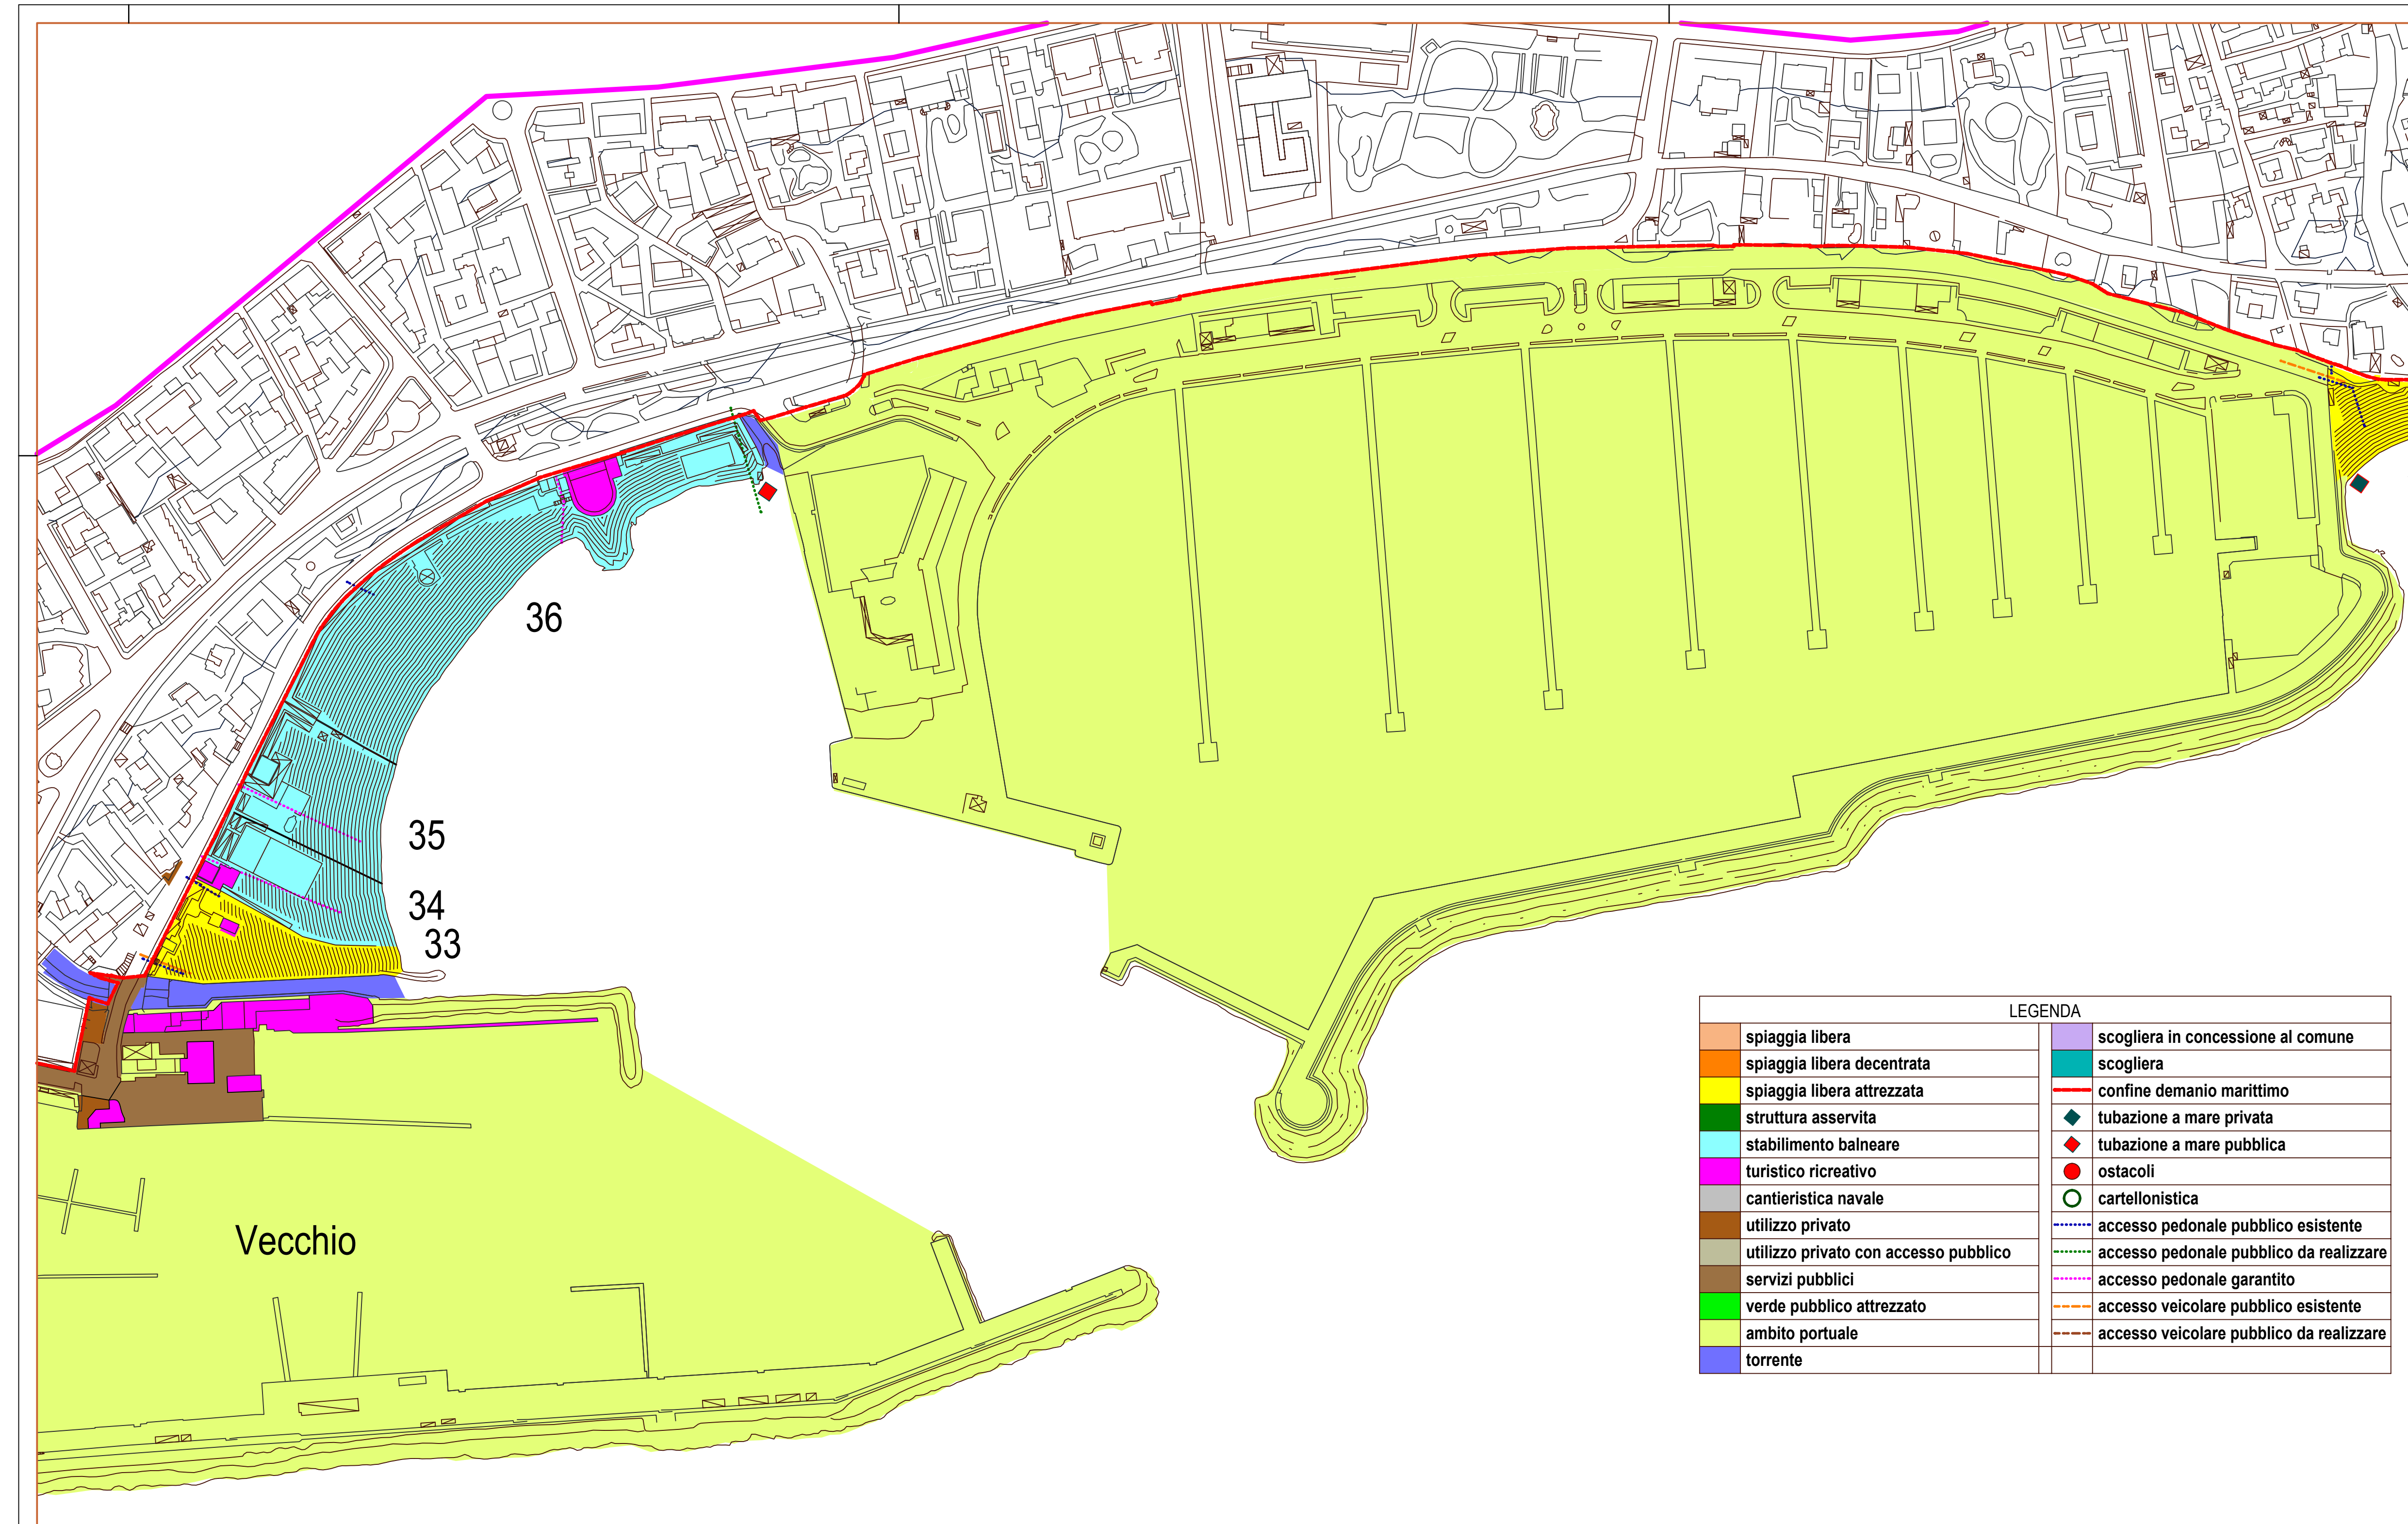 36
35
34
33
Vecchio
LEGENDA
spiaggia libera
scogliera in concessione al comune
spiaggia libera decentrata
scogliera
spiaggia libera attrezzata
confine demanio marittimo
struttura asservita
tubazione a mare privata
stabilimento balneare
tubazione a mare pubblica
turistico ricreativo
ostacoli
cantieristica navale
cartellonistica
utilizzo privato
accesso pedonale pubblico esistente
utilizzo privato con accesso pubblico
accesso pedonale pubblico da realizzare
servizi pubblici
accesso pedonale garantito
verde pubblico attrezzato
accesso veicolare pubblico esistente
ambito portuale
accesso veicolare pubblico da realizzare
torrente